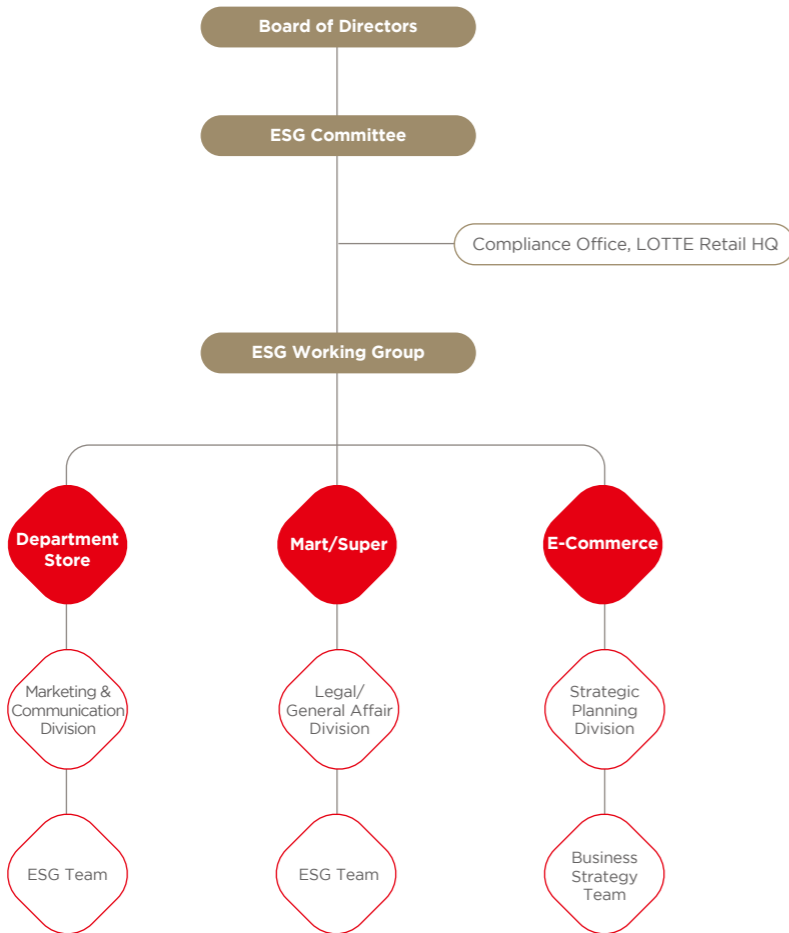 Board of Directors
ESG Committee
Compliance Office, LOTTE Retail HQ
ESG Working Group
Department
Store
Mart/Super
E-Commerce
Marketing &
Communication
Division
Legal/
General Affair
Division
Strategic
Planning
Division
ESG Team
ESG Team
Business
Strategy
Team